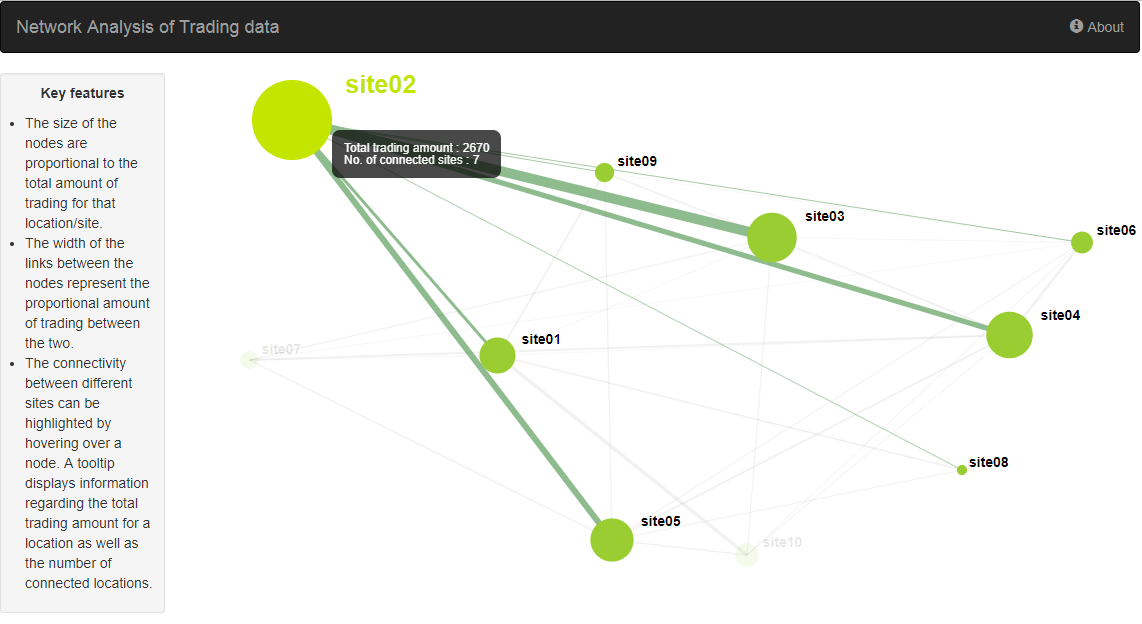 Network Analysis of Trading data
About
Key features
The size of the
nodes are
proportional to the
total amount of
trading for that
location/site.
The width of the
links between the
nodes represent the
proportional amount
of trading between
the two.
The connectivity
between different
sites can be
highlighted by
hovering over a
node. A tooltip
displays information
regarding the total
trading amount for a
location as well as
the number of
connected locations.
site02
Total trading amount : 2670
No. of connected sites : 7
site09
site03
site06
site04
site01
site07
site08
site05
site10